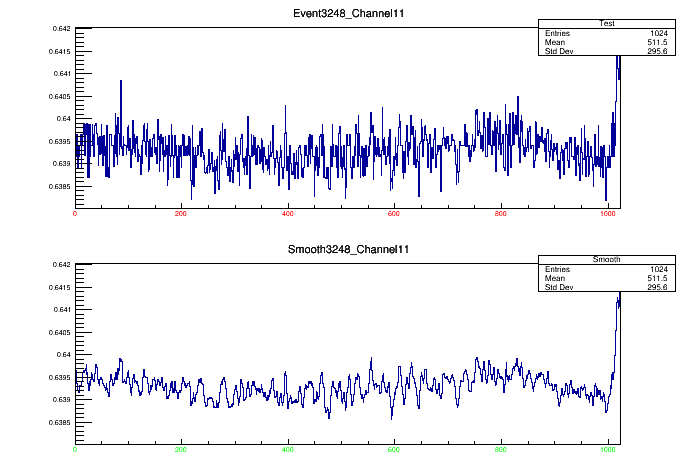 Event3248_Channel11
Test
Entries 1024
Mean 511.5
Std Dev 295.6
0.642
0.6415
0.641
0.6405
0.64
0.6395
0.639
0.6385
0 200 400 600 800 1000
Smooth3248_Channel11
Smooth
Entries 1024
Mean 511.5
Std Dev 295.6
0.642
0.6415
0.641
0.6405
0.64
0.6395
0.639
0.6385
0 200 400 600 800 1000